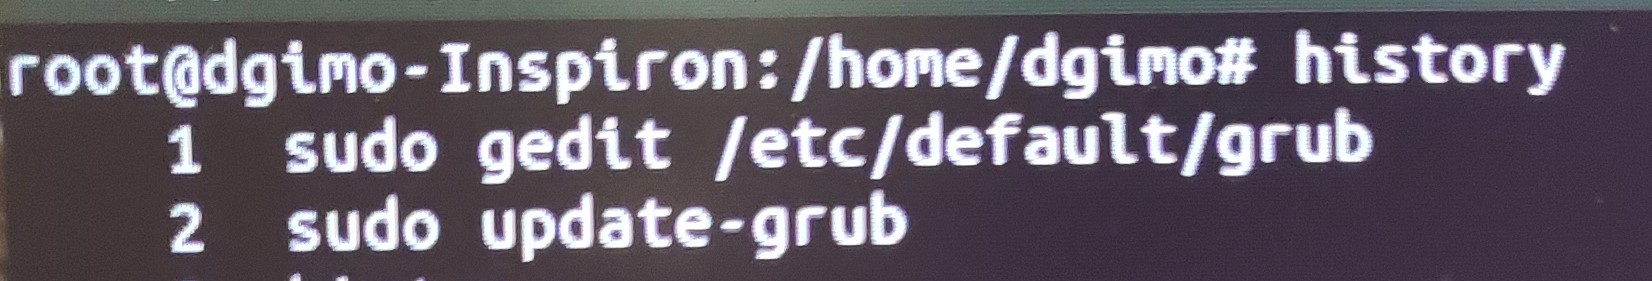 root@dgimo-Inspiron:/home/dgimo# history
1 sudo gedit /etc/default/grub
2 sudo update-grub